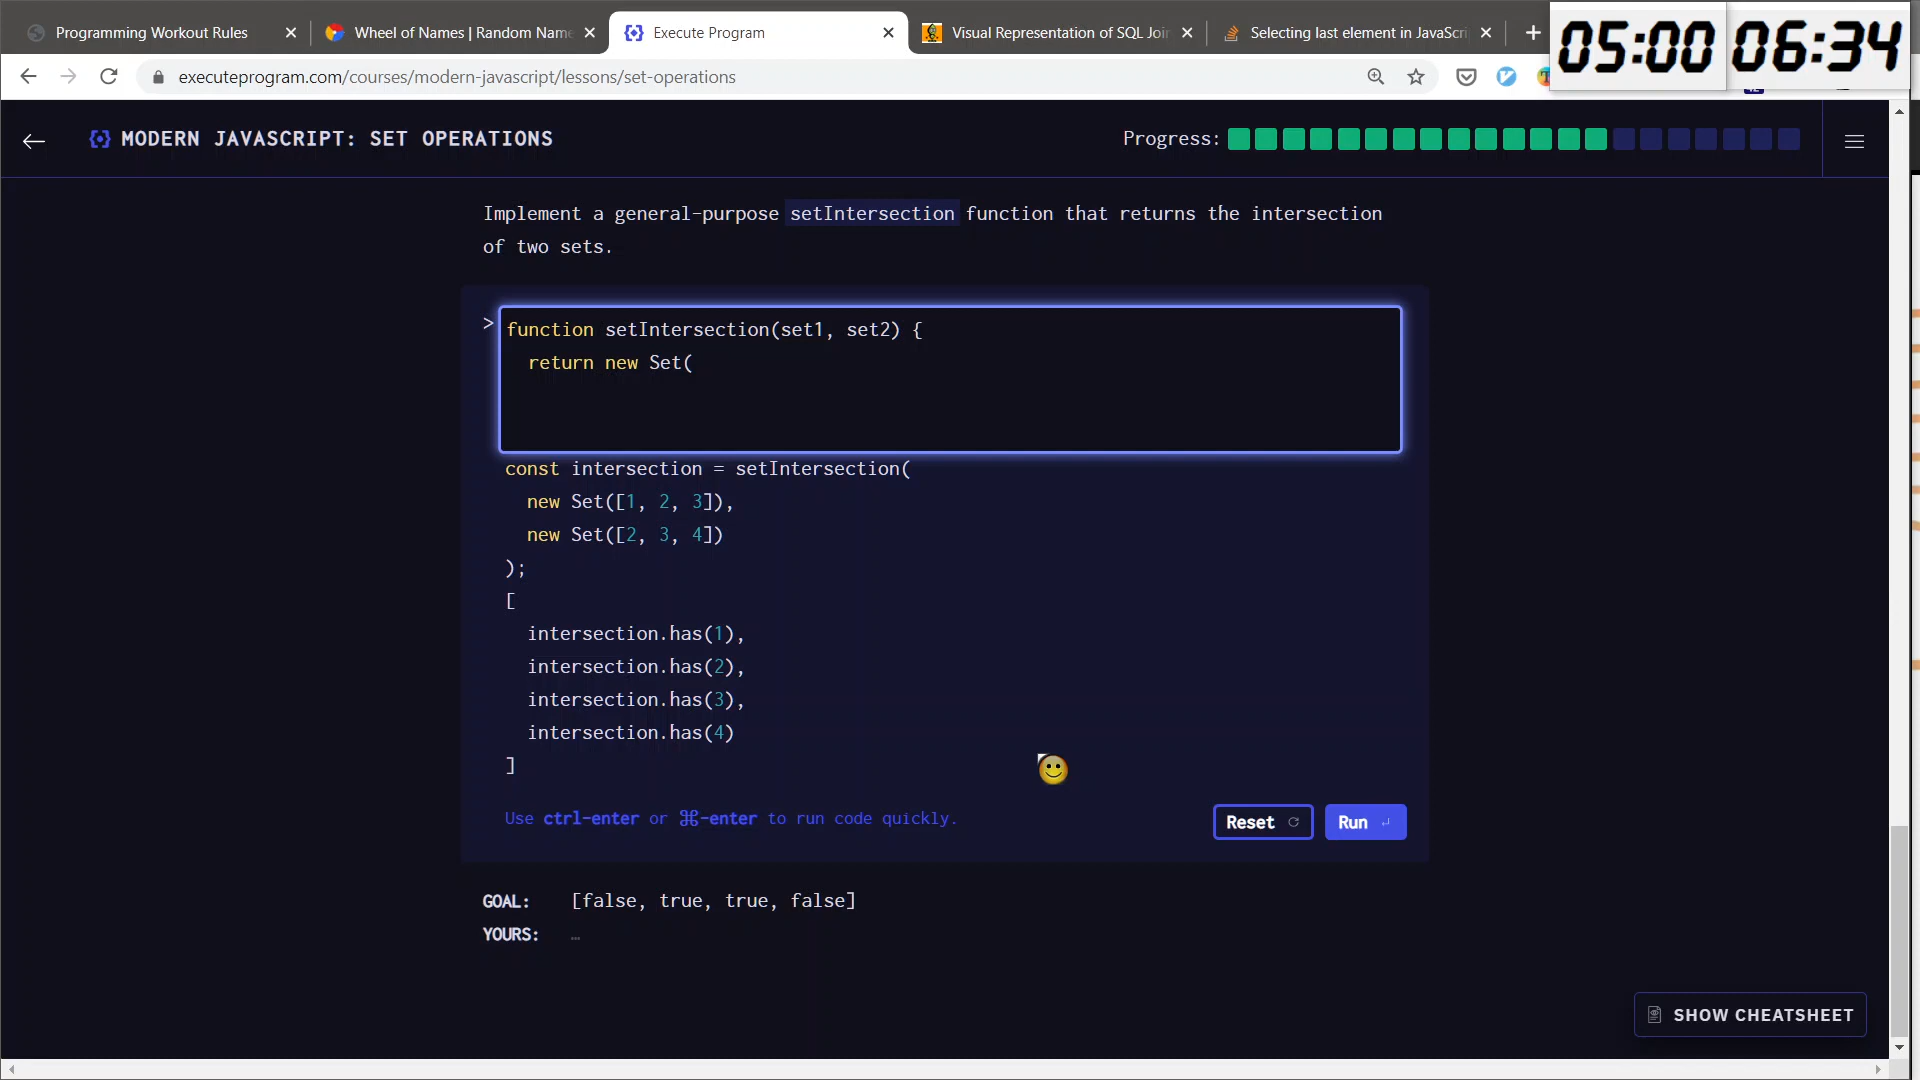 Programming Workout Rules
Wheel of Names | Random Name
Execute Program
Visual Representation of SQL Join
Selecting last element in JavaScri
05:00 06:34
executeprogram.com/courses/modern-javascript/lessons/set-operations
MODERN JAVASCRIPT: SET OPERATIONS
Progress:
Implement a general-purpose setIntersection function that returns the intersection
of two sets.
> function setIntersection(set1, set2) {
return new Set(
const intersection = setIntersection(
new Set([1, 2, 3]),
new Set([2, 3, 4])
);
[
intersection.has(1),
intersection.has(2),
intersection.has(3),
intersection.has(4)
]
Use ctrl-enter or ⌘-enter to run code quickly.
Reset
Run
GOAL: [false, true, true, false]
YOURS: …
SHOW CHEATSHEET